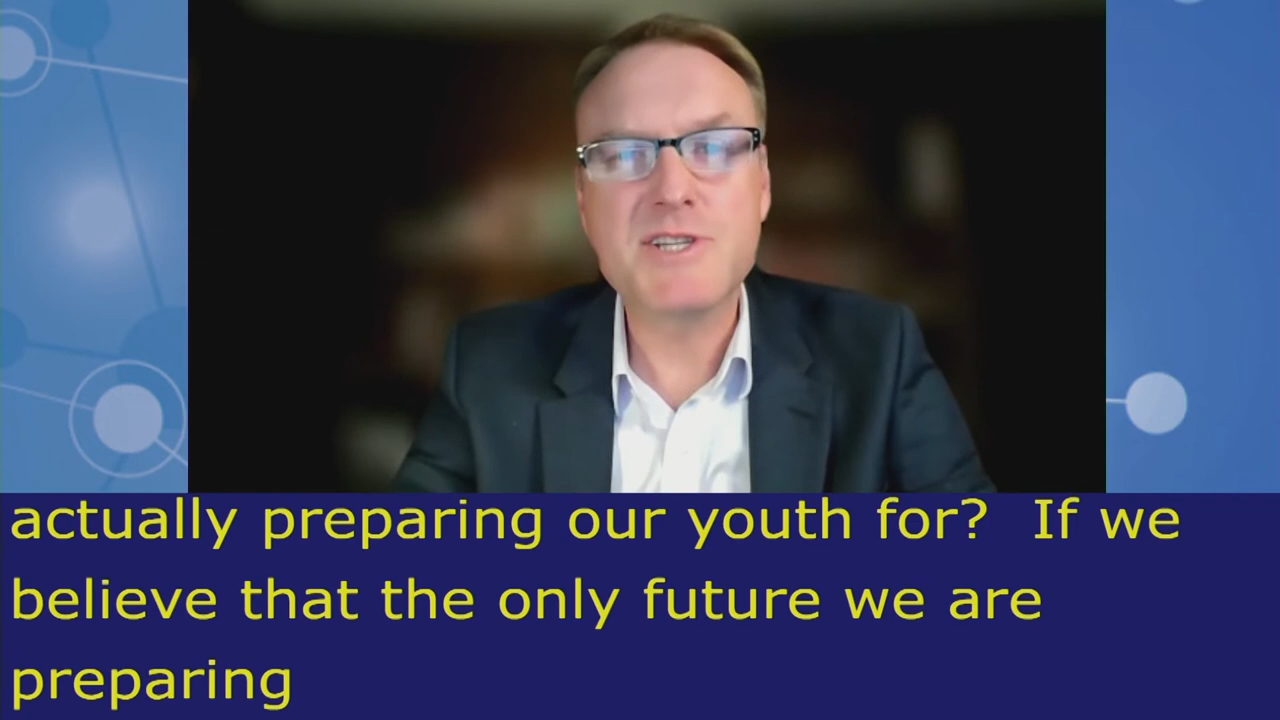 actually preparing our youth for?  If we
believe that the only future we are
preparing